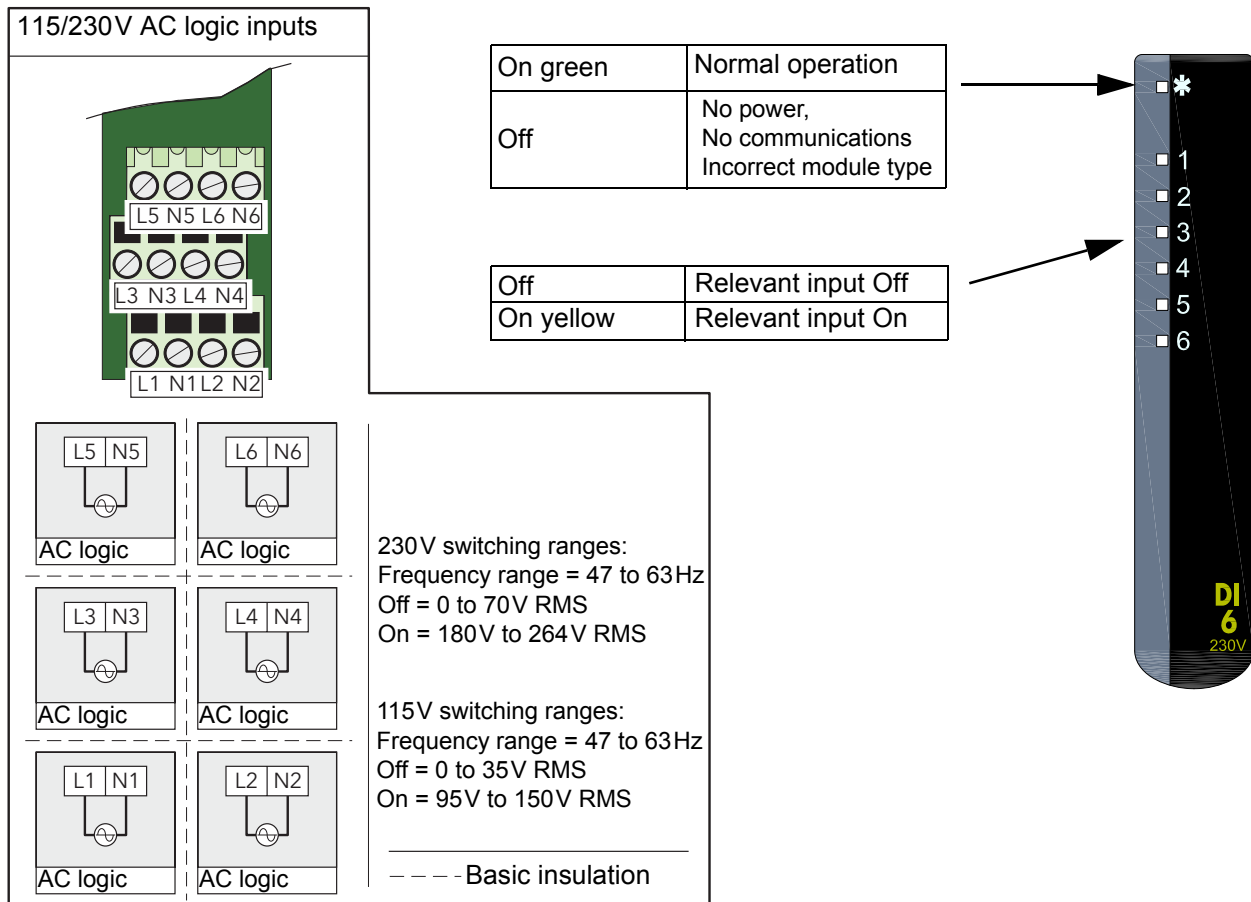 115/230V AC logic inputs
L5 N5 L6 N6
L3 N3 L4 N4
L1 N1 L2 N2
On green Normal operation
Off No power,
No communications
Incorrect module type
Off Relevant input Off
On yellow Relevant input On
*
1
2
3
4
5
6
DI
6
230V
L5 N5 L6 N6
AC logic AC logic
L3 N3 L4 N4
AC logic AC logic
L1 N1 L2 N2
AC logic AC logic
230V switching ranges:
Frequency range = 47 to 63Hz
Off = 0 to 70V RMS
On = 180V to 264V RMS
115V switching ranges:
Frequency range = 47 to 63Hz
Off = 0 to 35V RMS
On = 95V to 150V RMS
Basic insulation